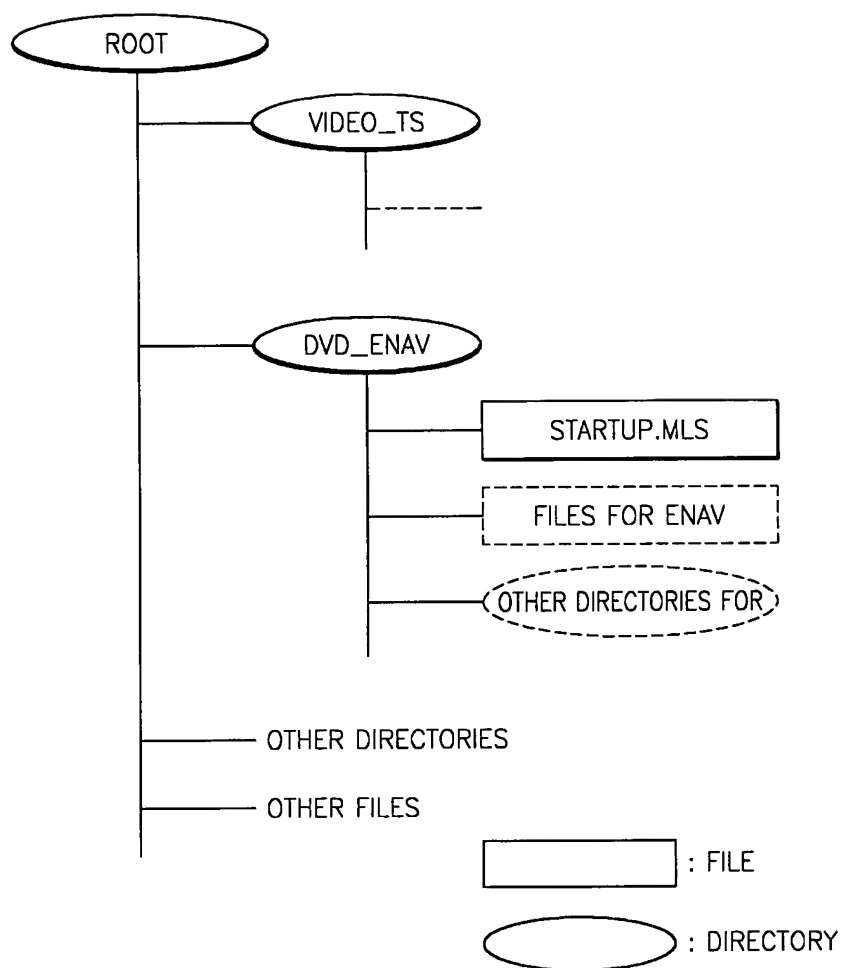 ROOT
VIDEO_TS
DVD_ENAV
STARTUP.MLS
FILES FOR ENAV
OTHER DIRECTORIES FOR
OTHER DIRECTORIES
OTHER FILES
: FILE
: DIRECTORY